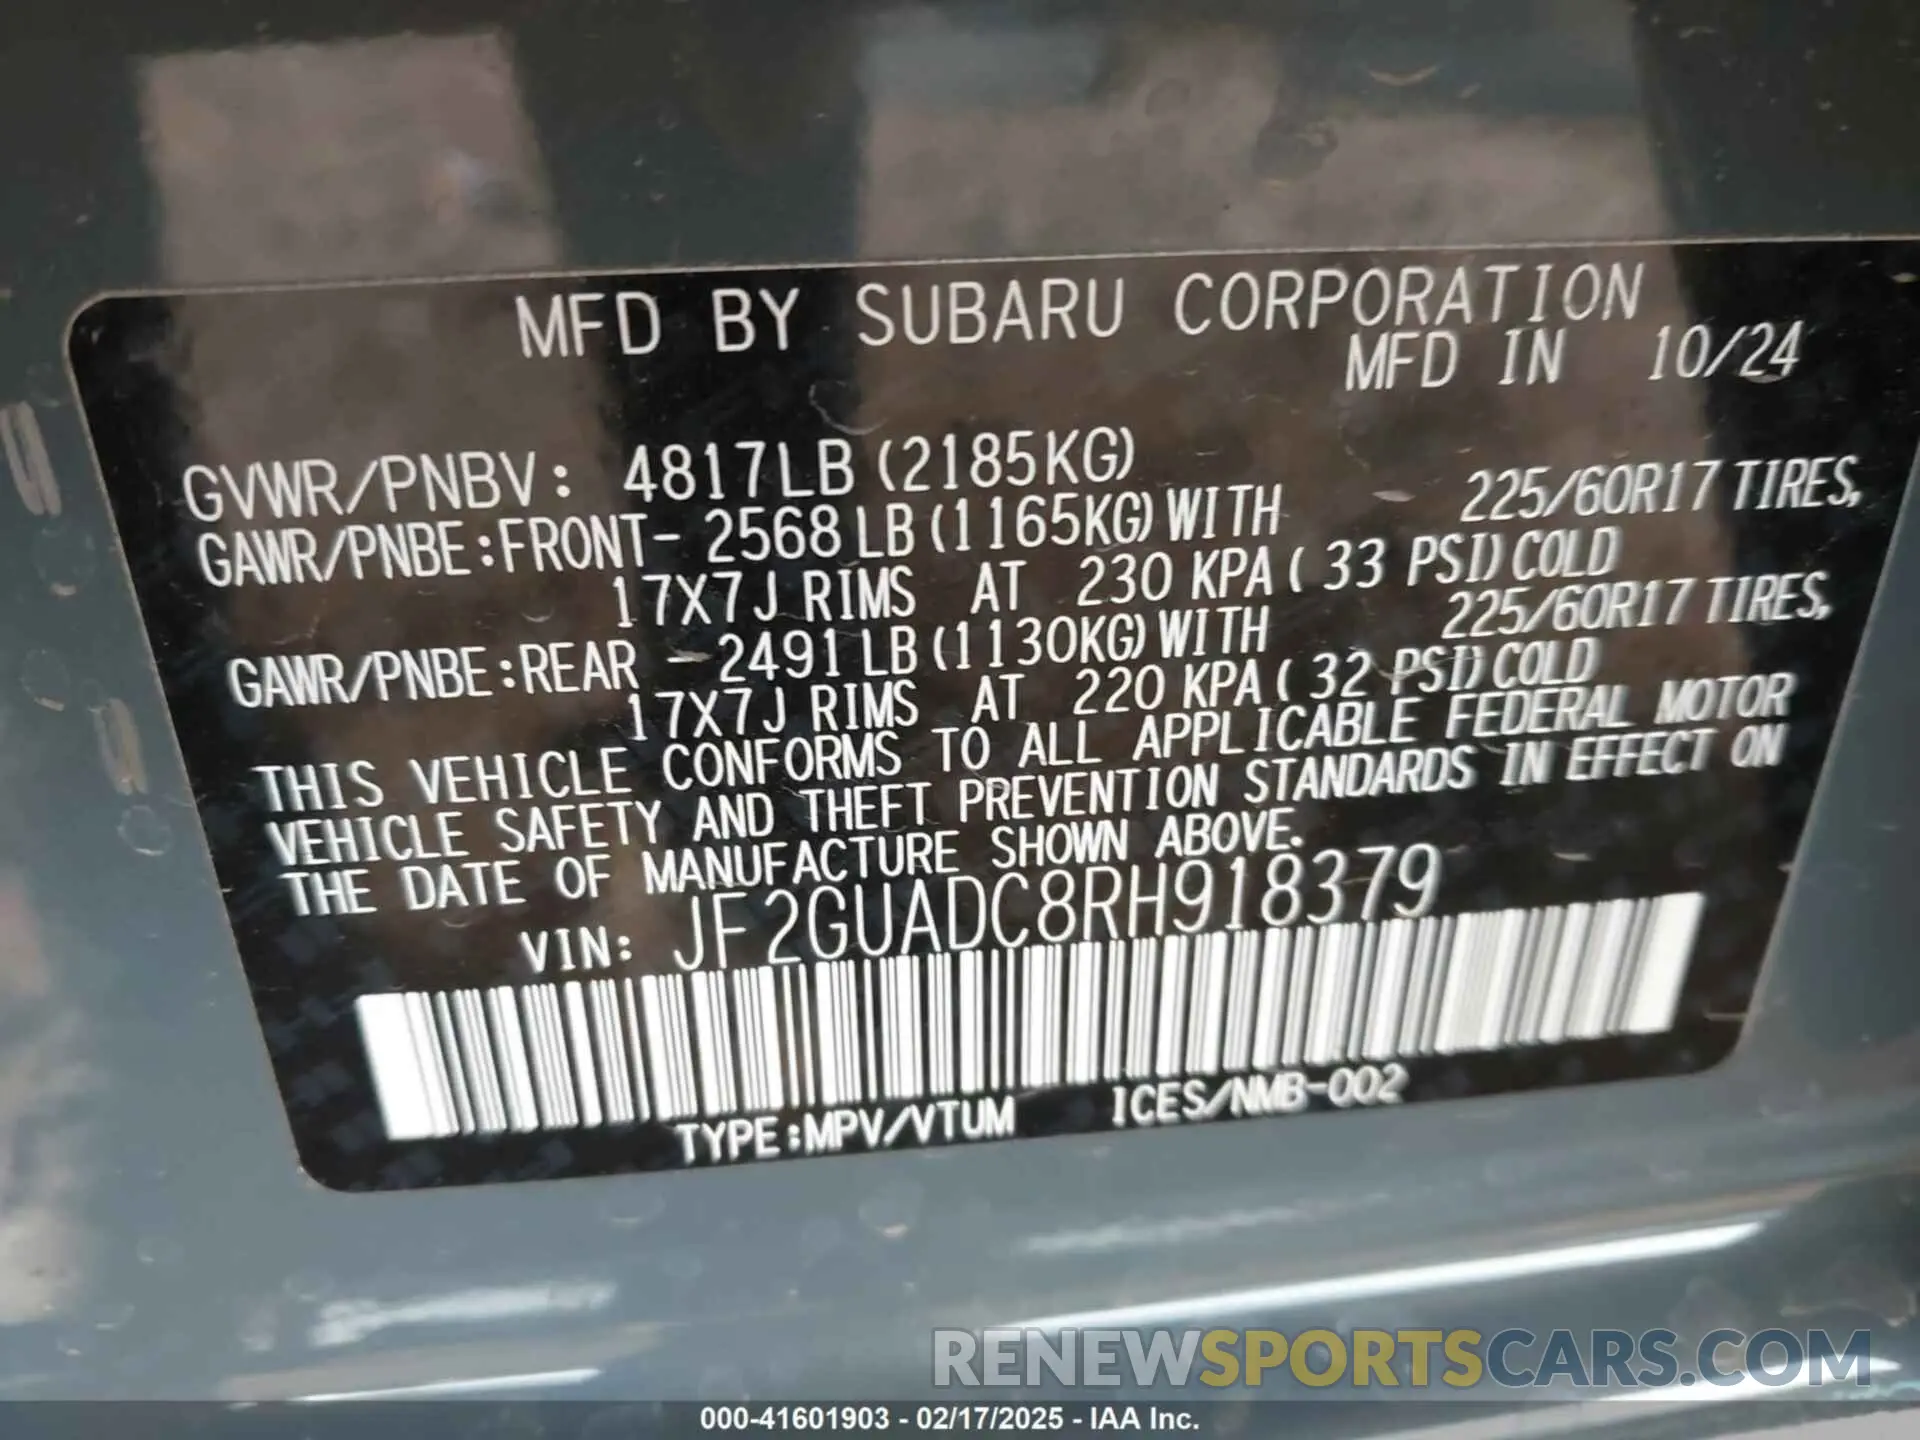 MFD BY SUBARU CORPORATION
MFD IN 10/24
GVWR/PNBV: 4817LB (2185KG)
GAWR/PNBE:FRONT- 2568 LB (1165KG) WITH 225/60R17 TIRES,
17X7J RIMS AT 230 KPA ( 33 PSI) COLD
GAWR/PNBE:REAR - 2491 LB (1130KG) WITH 225/60R17 TIRES,
17X7J RIMS AT 220 KPA ( 32 PSI) COLD
THIS VEHICLE CONFORMS TO ALL APPLICABLE FEDERAL MOTOR
VEHICLE SAFETY AND THEFT PREVENTION STANDARDS IN EFFECT ON
THE DATE OF MANUFACTURE SHOWN ABOVE.
VIN: JF2GUADC8RH918379
TYPE:MPV/VTUM ICES/NMB-002
RENEWSPORTSCARS.COM
000-41601903 - 02/17/2025 - IAA Inc.